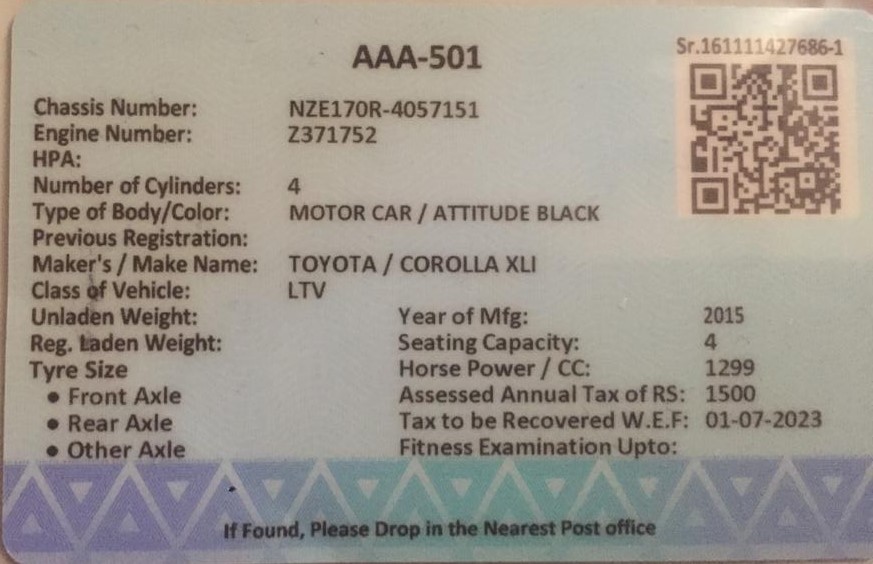 AAA-501
Sr.161111427686-1
Chassis Number: NZE170R-4057151
Engine Number: Z371752
HPA:
Number of Cylinders: 4
Type of Body/Color: MOTOR CAR / ATTITUDE BLACK
Previous Registration:
Maker's / Make Name: TOYOTA / COROLLA XLI
Class of Vehicle: LTV
Unladen Weight: Year of Mfg: 2015
Reg. Laden Weight: Seating Capacity: 4
Tyre Size Horse Power / CC: 1299
• Front Axle Assessed Annual Tax of RS: 1500
• Rear Axle Tax to be Recovered W.E.F: 01-07-2023
• Other Axle Fitness Examination Upto:
If Found, Please Drop in the Nearest Post office